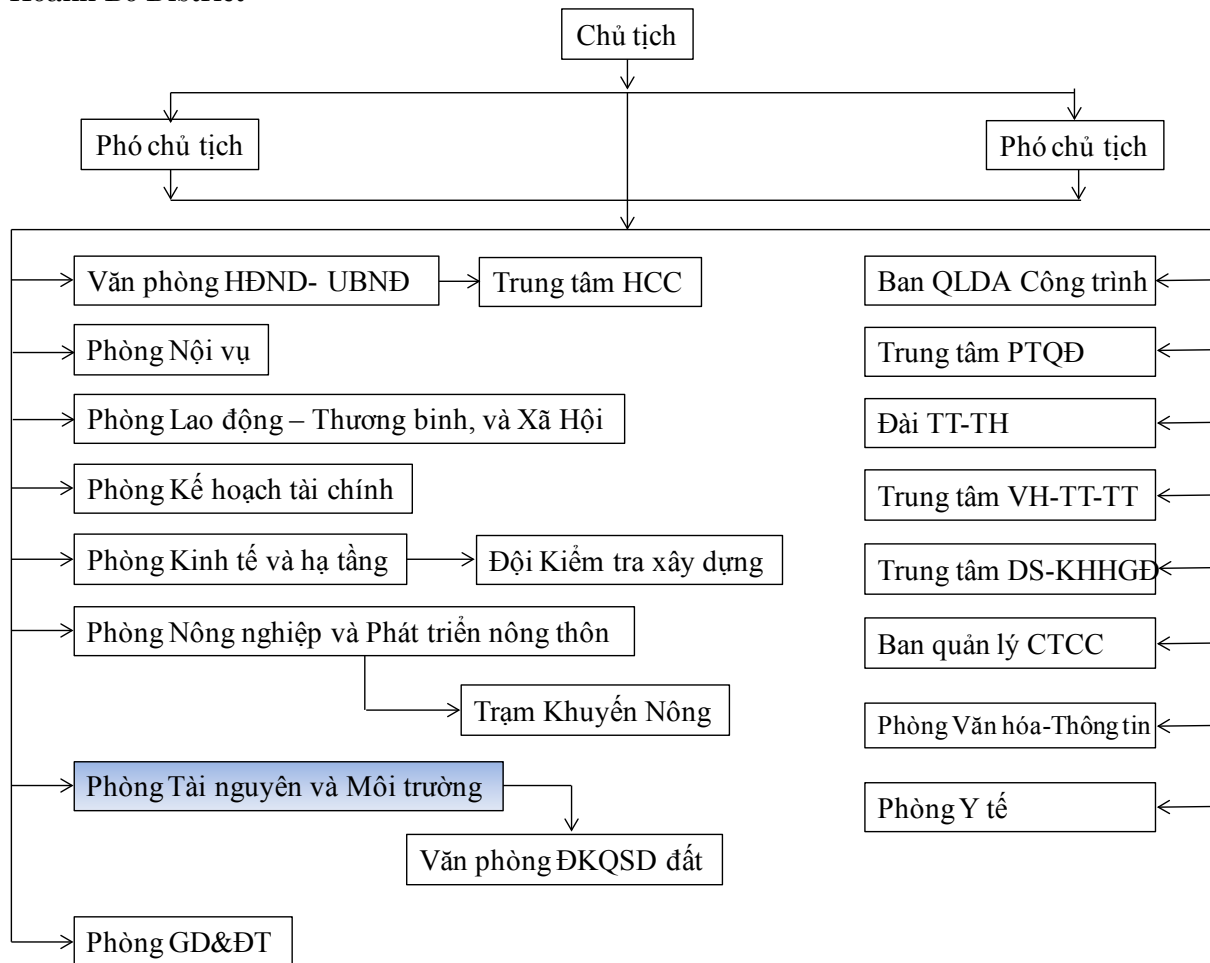 Hoành Bồ District
Chủ tịch
Phó chủ tịch
Phó chủ tịch
Văn phòng HĐND- UBNĐ
Trung tâm HCC
Phòng Nội vụ
Phòng Lao động – Thương binh, và Xã Hội
Phòng Kế hoạch tài chính
Phòng Kinh tế và hạ tầng
Đội Kiểm tra xây dựng
Phòng Nông nghiệp và Phát triển nông thôn
Trạm Khuyến Nông
Phòng Tài nguyên và Môi trường
Văn phòng ĐKQSD đất
Phòng GD&ĐT
Ban QLDA Công trình
Trung tâm PTQĐ
Đài TT-TH
Trung tâm VH-TT-TT
Trung tâm DS-KHHGĐ
Ban quản lý CTCC
Phòng Văn hóa-Thông tin
Phòng Y tế